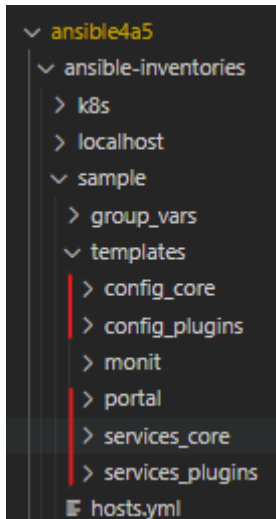 ansible4a5
ansible-inventories
k8s
localhost
sample
group_vars
templates
config_core
config_plugins
monit
portal
services_core
services_plugins
hosts.yml